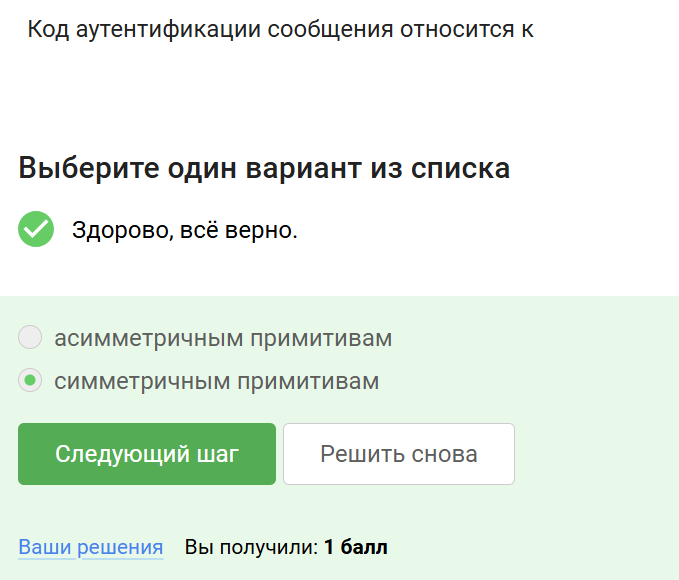 Код аутентификации сообщения относится к
Выберите один вариант из списка
Здорово, всё верно.
асимметричным примитивам
симметричным примитивам
Следующий шаг
Решить снова
Ваши решения Вы получили: 1 балл